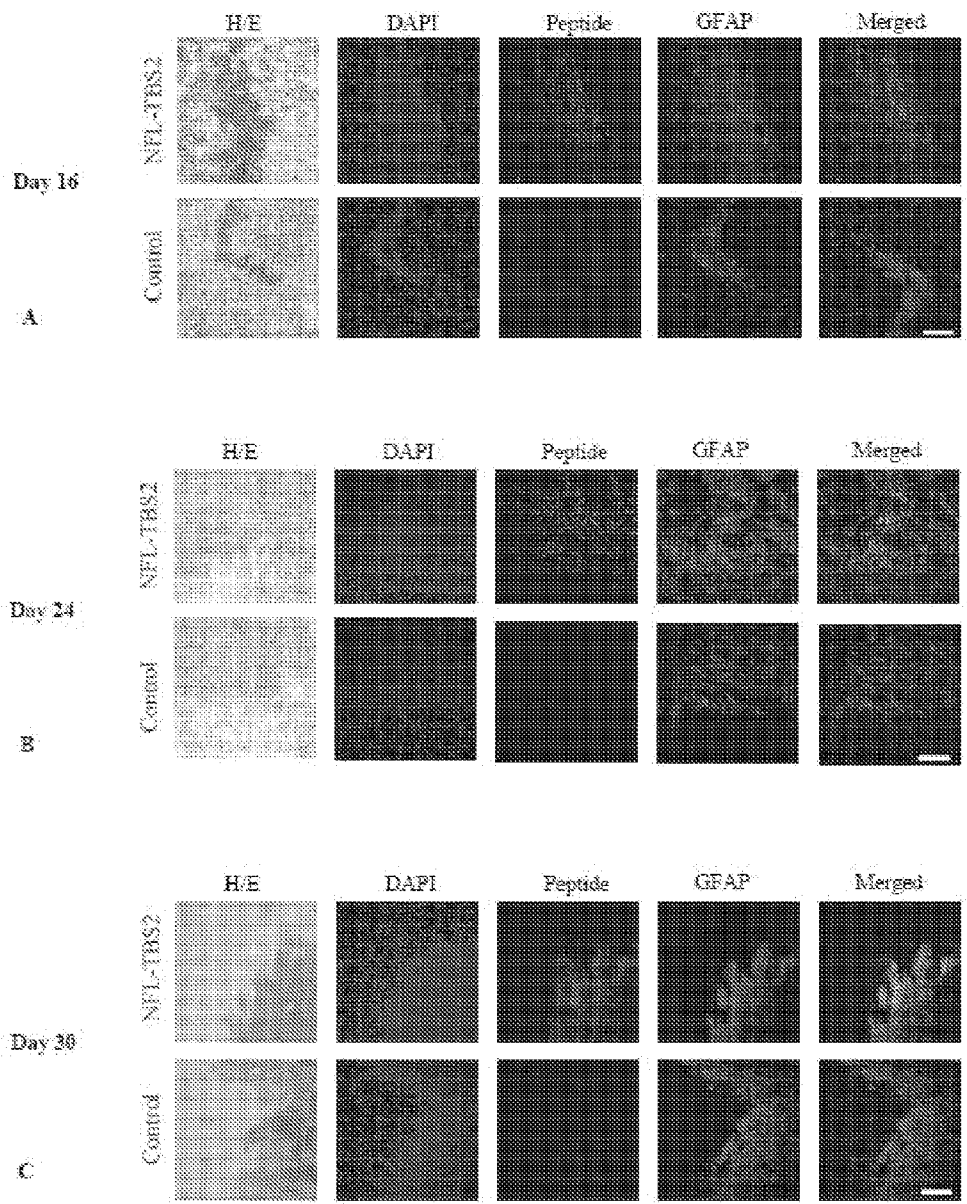 H/E DAPI Peptide GFAP Merged
NFL-TBS2
Day 16
Control
A
H/E DAPI Peptide GFAP Merged
NFL-TBS2
Day 24
Control
B
H/E DAPI Peptide GFAP Merged
NFL-TBS2
Day 30
Control
C